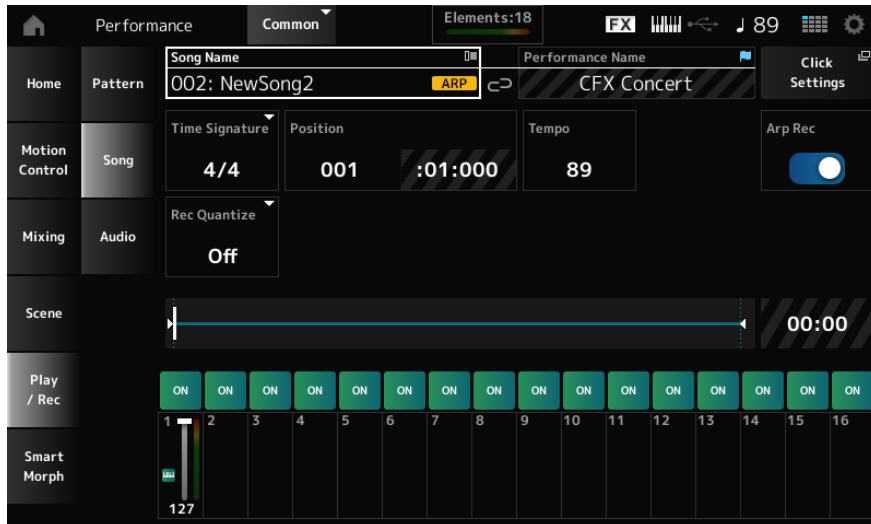 Performance
Common
Elements:18
FX
♩ 89
Home
Motion
Control
Mixing
Scene
Play
/ Rec
Smart
Morph
Pattern
Song
Audio
Song Name
002: NewSong2
ARP
Performance Name
CFX Concert
Click
Settings
Time Signature
4/4
Position
001 :01:000
Tempo
89
Arp Rec
Rec Quantize
Off
00:00
ON ON ON ON ON ON ON ON ON ON ON ON ON ON ON ON
1 2 3 4 5 6 7 8 9 10 11 12 13 14 15 16
127